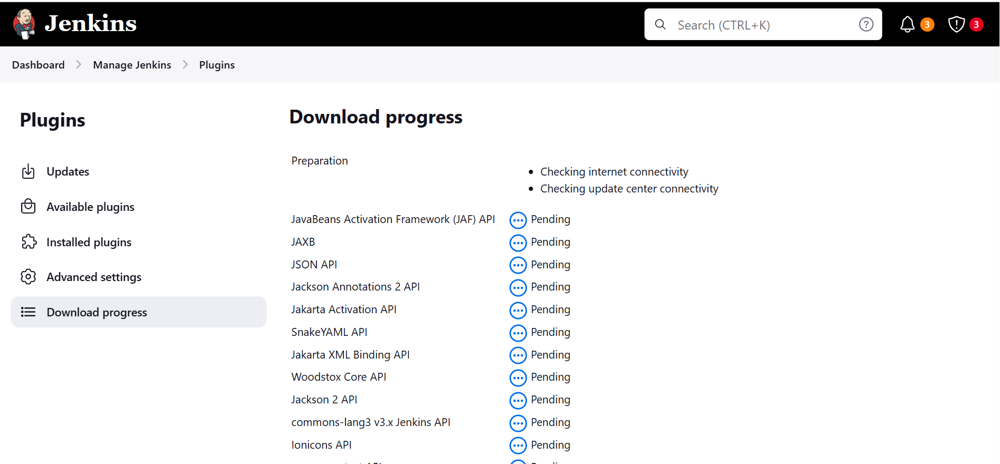 Jenkins
Search (CTRL+K)
3
3
Dashboard
Manage Jenkins
Plugins
Plugins
Updates
Available plugins
Installed plugins
Advanced settings
Download progress
Download progress
Preparation
Checking internet connectivity
Checking update center connectivity
JavaBeans Activation Framework (JAF) API Pending
JAXB Pending
JSON API Pending
Jackson Annotations 2 API Pending
Jakarta Activation API Pending
SnakeYAML API Pending
Jakarta XML Binding API Pending
Woodstox Core API Pending
Jackson 2 API Pending
commons-lang3 v3.x Jenkins API Pending
Ionicons API Pending